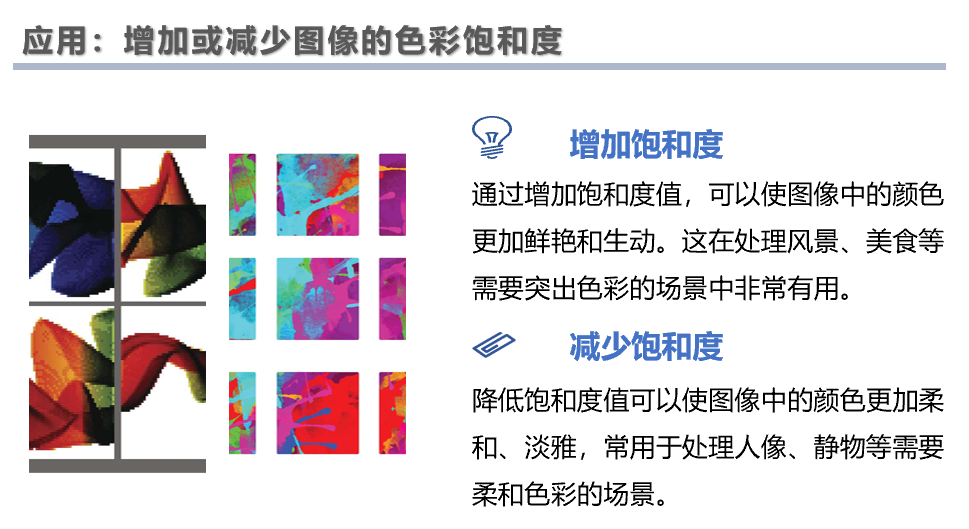 应用：增加或减少图像的色彩饱和度
增加饱和度
通过增加饱和度值，可以使图像中的颜色
更加鲜艳和生动。这在处理风景、美食等
需要突出色彩的场景中非常有用。
减少饱和度
降低饱和度值可以使图像中的颜色更加柔
和、淡雅，常用于处理人像、静物等需要
柔和色彩的场景。